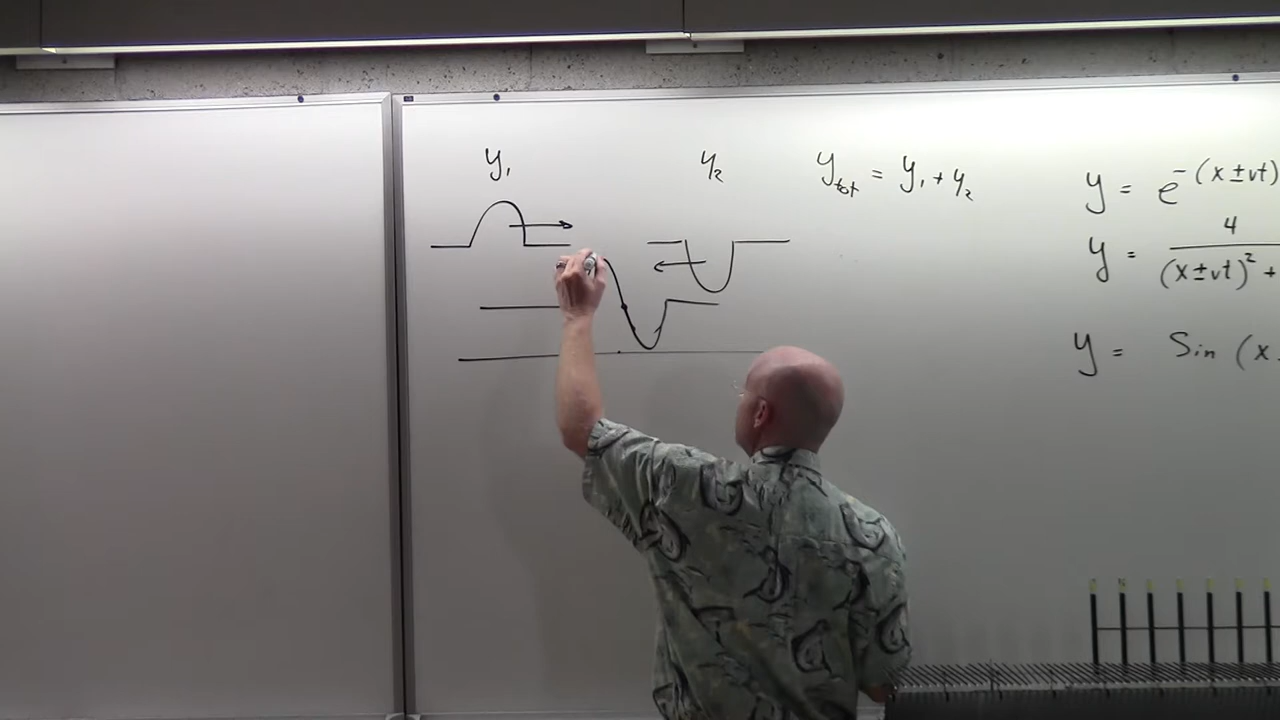 y₁ y₂ y_tot = y₁ + y₂
y = e^-(x ± vt)
y = 4 / (x ± vt)² +
y = Sin (x